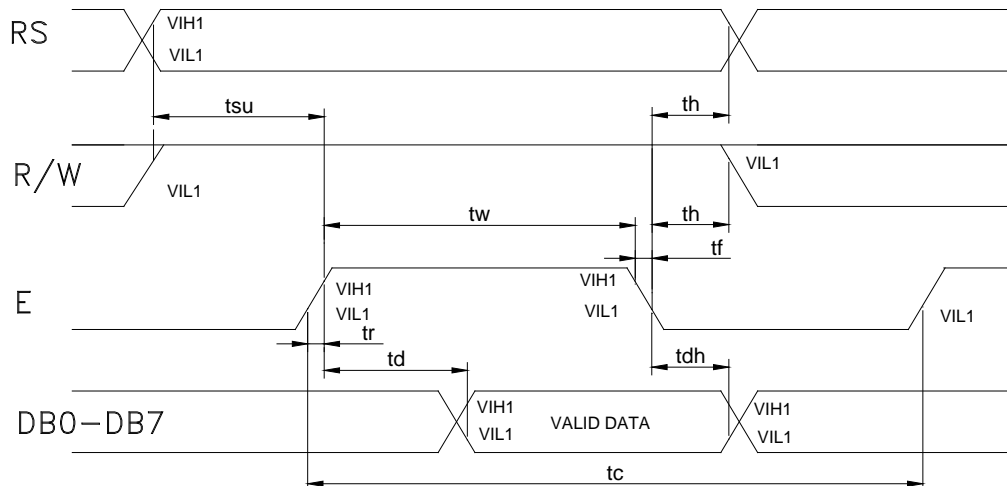 RS
VIH1
VIL1
tsu
th
R/W
VIL1
VIL1
tw
th
tf
E
VIH1
VIL1
VIH1
VIL1
VIL1
tr
td
tdh
DB0-DB7
VIH1
VIL1
VALID DATA
VIH1
VIL1
tc